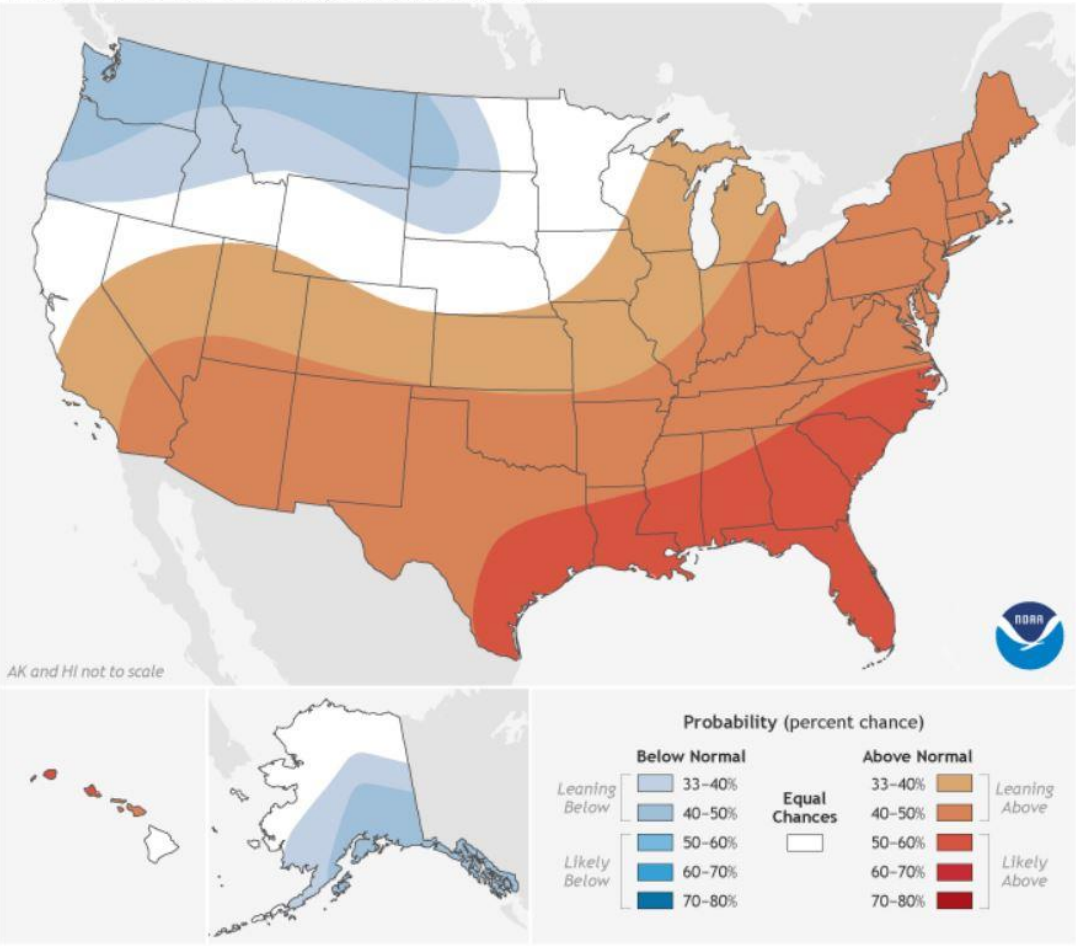 NOAA
AK and HI not to scale
Probability (percent chance)
Below Normal
Above Normal
Leaning
Below
33–40%
40–50%
Likely
Below
50–60%
60–70%
70–80%
Equal
Chances
33–40%
40–50%
Leaning
Above
50–60%
60–70%
70–80%
Likely
Above